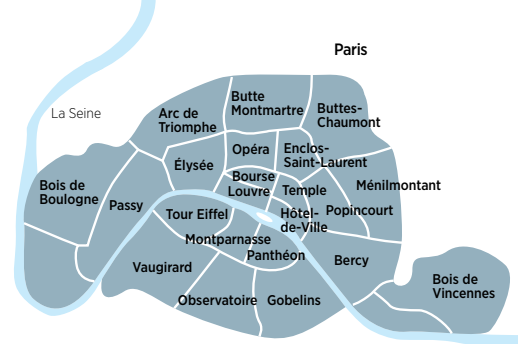 Paris
La Seine
Arc de
Triomphe
Butte
Montmartre
Buttes-
Chaumont
Élysée
Opéra
Enclos-
Saint-Laurent
Bois de
Boulogne
Passy
Bourse
Louvre
Temple
Ménilmontant
Tour Eiffel
Hôtel-
de-Ville
Popincourt
Montparnasse
Panthéon
Vaugirard
Bercy
Bois de
Vincennes
Observatoire
Gobelins